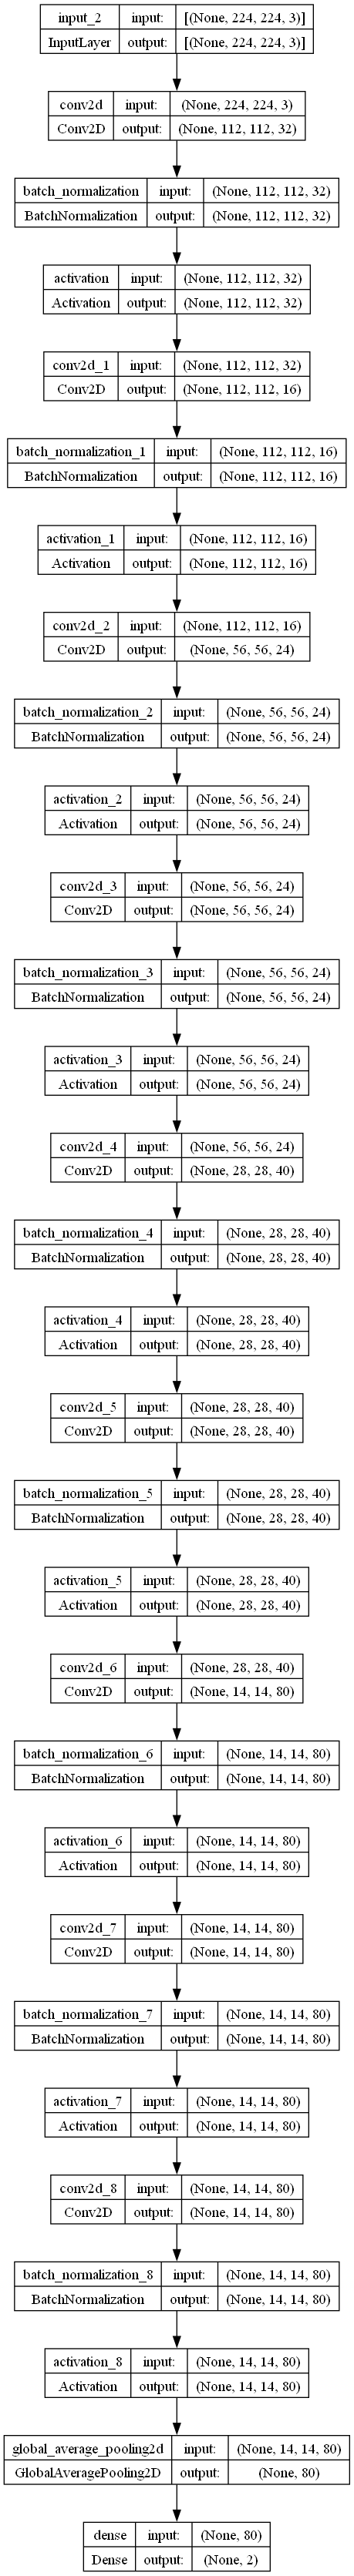 input_2 input: [(None, 224, 224, 3)]
InputLayer output: [(None, 224, 224, 3)]
conv2d input: (None, 224, 224, 3)
Conv2D output: (None, 112, 112, 32)
batch_normalization input: (None, 112, 112, 32)
BatchNormalization output: (None, 112, 112, 32)
activation input: (None, 112, 112, 32)
Activation output: (None, 112, 112, 32)
conv2d_1 input: (None, 112, 112, 32)
Conv2D output: (None, 112, 112, 16)
batch_normalization_1 input: (None, 112, 112, 16)
BatchNormalization output: (None, 112, 112, 16)
activation_1 input: (None, 112, 112, 16)
Activation output: (None, 112, 112, 16)
conv2d_2 input: (None, 112, 112, 16)
Conv2D output: (None, 56, 56, 24)
batch_normalization_2 input: (None, 56, 56, 24)
BatchNormalization output: (None, 56, 56, 24)
activation_2 input: (None, 56, 56, 24)
Activation output: (None, 56, 56, 24)
conv2d_3 input: (None, 56, 56, 24)
Conv2D output: (None, 56, 56, 24)
batch_normalization_3 input: (None, 56, 56, 24)
BatchNormalization output: (None, 56, 56, 24)
activation_3 input: (None, 56, 56, 24)
Activation output: (None, 56, 56, 24)
conv2d_4 input: (None, 56, 56, 24)
Conv2D output: (None, 28, 28, 40)
batch_normalization_4 input: (None, 28, 28, 40)
BatchNormalization output: (None, 28, 28, 40)
activation_4 input: (None, 28, 28, 40)
Activation output: (None, 28, 28, 40)
conv2d_5 input: (None, 28, 28, 40)
Conv2D output: (None, 28, 28, 40)
batch_normalization_5 input: (None, 28, 28, 40)
BatchNormalization output: (None, 28, 28, 40)
activation_5 input: (None, 28, 28, 40)
Activation output: (None, 28, 28, 40)
conv2d_6 input: (None, 28, 28, 40)
Conv2D output: (None, 14, 14, 80)
batch_normalization_6 input: (None, 14, 14, 80)
BatchNormalization output: (None, 14, 14, 80)
activation_6 input: (None, 14, 14, 80)
Activation output: (None, 14, 14, 80)
conv2d_7 input: (None, 14, 14, 80)
Conv2D output: (None, 14, 14, 80)
batch_normalization_7 input: (None, 14, 14, 80)
BatchNormalization output: (None, 14, 14, 80)
activation_7 input: (None, 14, 14, 80)
Activation output: (None, 14, 14, 80)
conv2d_8 input: (None, 14, 14, 80)
Conv2D output: (None, 14, 14, 80)
batch_normalization_8 input: (None, 14, 14, 80)
BatchNormalization output: (None, 14, 14, 80)
activation_8 input: (None, 14, 14, 80)
Activation output: (None, 14, 14, 80)
global_average_pooling2d input: (None, 14, 14, 80)
GlobalAveragePooling2D output: (None, 80)
dense input: (None, 80)
Dense output: (None, 2)